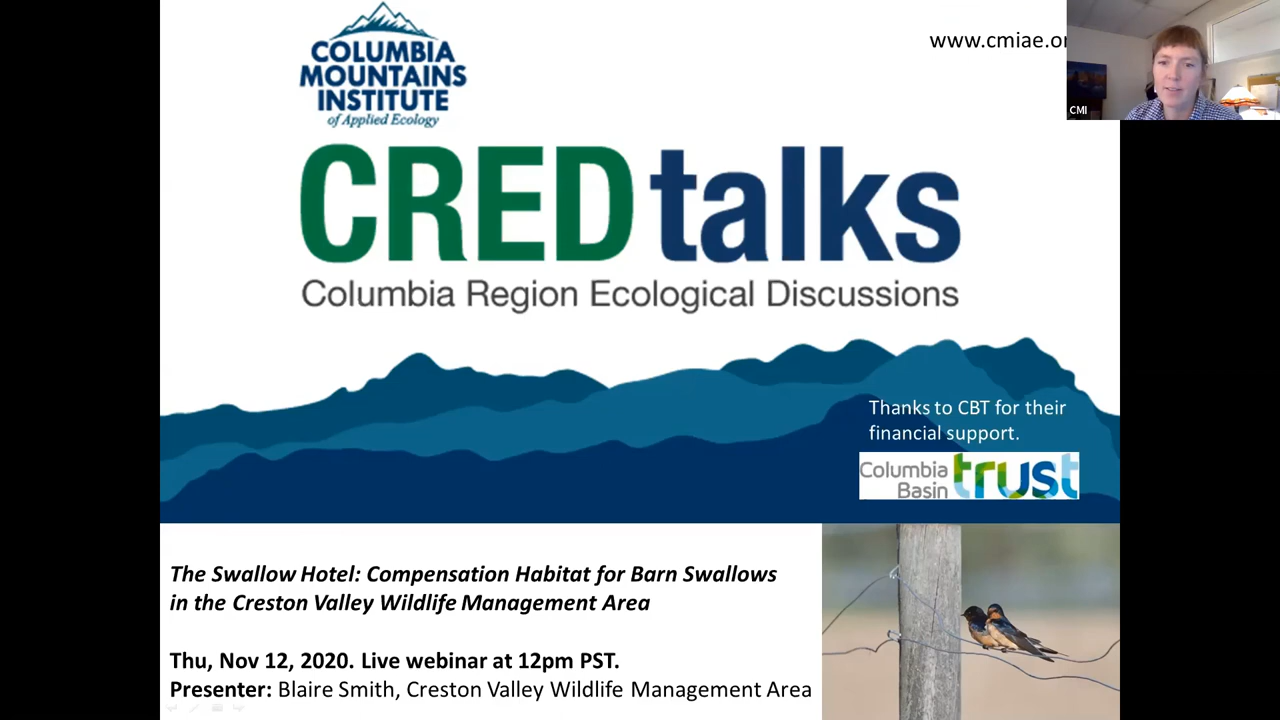 COLUMBIA
MOUNTAINS
INSTITUTE
of Applied Ecology
www.cmiae.or
CMI
CRED talks
Columbia Region Ecological Discussions
Thanks to CBT for their
financial support.
Columbia
Basin
trust
The Swallow Hotel: Compensation Habitat for Barn Swallows
in the Creston Valley Wildlife Management Area
Thu, Nov 12, 2020. Live webinar at 12pm PST.
Presenter: Blaire Smith, Creston Valley Wildlife Management Area